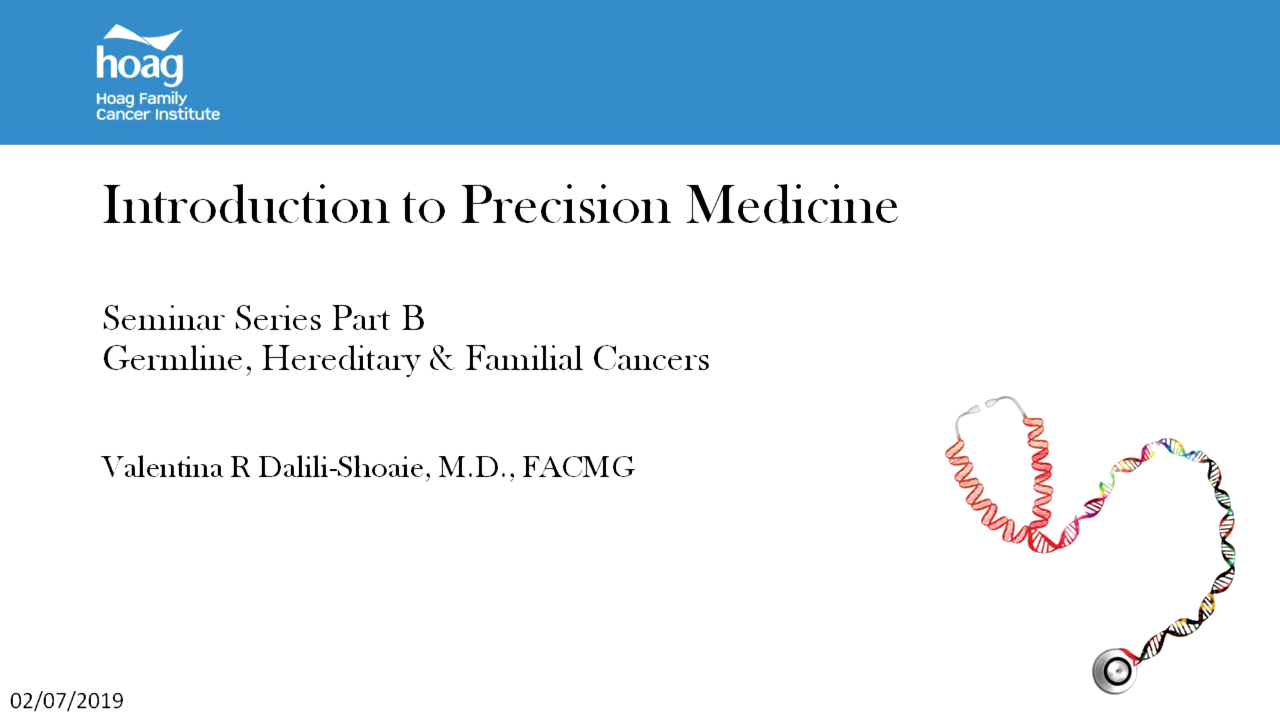 hoag
Hoag Family
Cancer Institute
Introduction to Precision Medicine
Seminar Series Part B
Germline, Hereditary & Familial Cancers
Valentina R Dalili-Shoaie, M.D., FACMG
02/07/2019